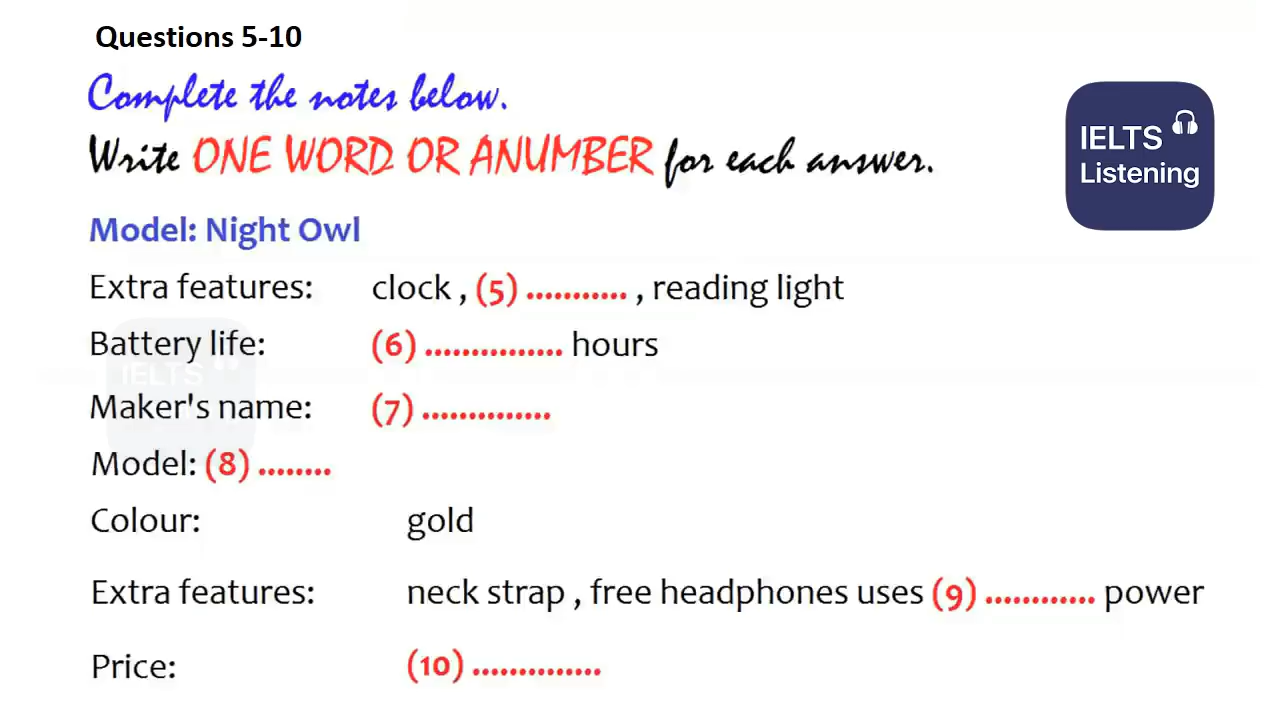 Questions 5-10
Complete the notes below.
Write ONE WORD OR ANUMBER for each answer.
IELTS
Listening
Model: Night Owl
Extra features: clock , (5) ........... , reading light
Battery life: (6) ............... hours
IELTS
Maker's name: (7) ..............
Model: (8) ........
Colour: gold
Extra features: neck strap , free headphones uses (9) ............ power
Price: (10) ..............